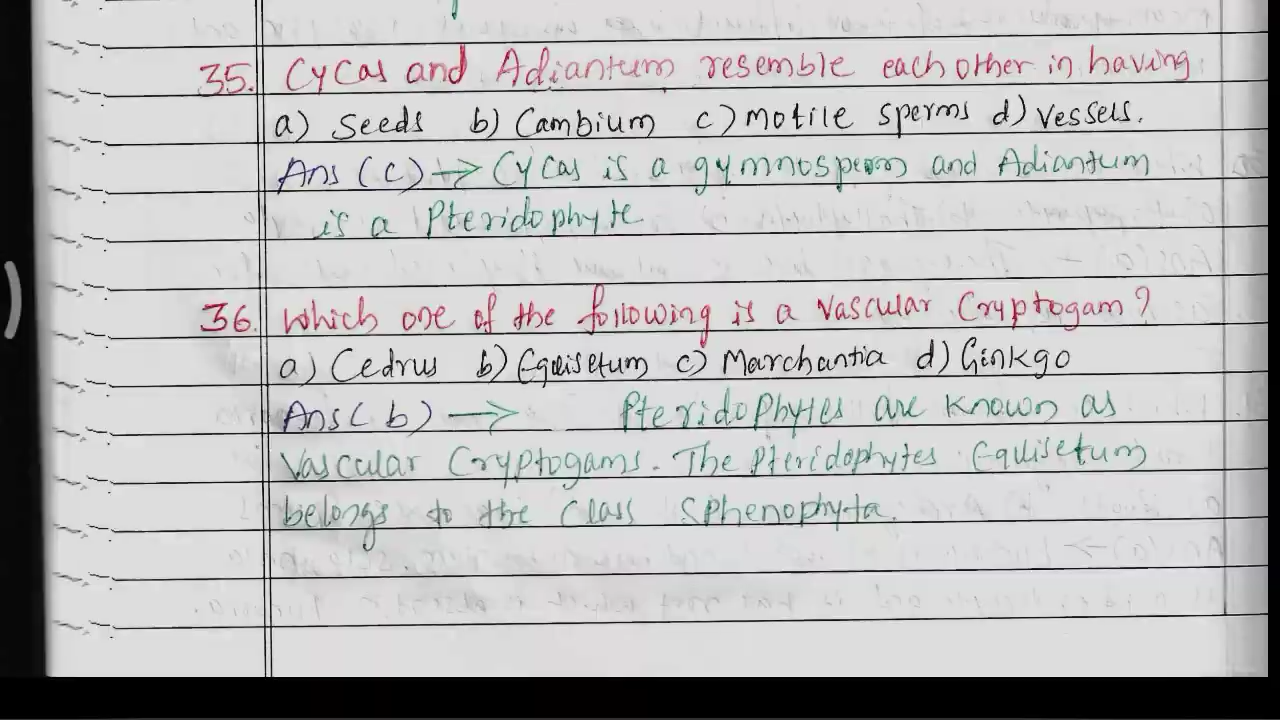 35. Cycas and Adiantum resemble each other in having
a) Seeds b) Cambium c) motile sperms d) vessels.
Ans (c) → Cycas is a gymnosperm and Adiantum
is a Pteridophyte
36. Which one of the following is a vascular Cryptogam?
a) Cedrus b) Equisetum c) Marchantia d) Ginkgo
Ans (b) → Pteridophytes are known as
Vascular Cryptogams. The Pteridophytes Equisetum
belongs to the class Sphenophyta.